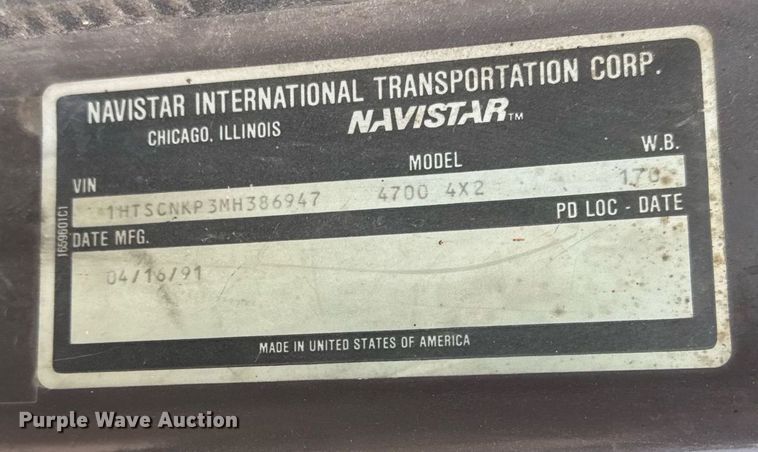 NAVISTAR INTERNATIONAL TRANSPORTATION CORP.
CHICAGO, ILLINOIS NAVISTAR™
VIN MODEL W.B.
1HTSCNKP3MH386947 4700 4X2 170
DATE MFG. PD LOC - DATE
04/16/91
MADE IN UNITED STATES OF AMERICA
1659601C1
Purple Wave Auction